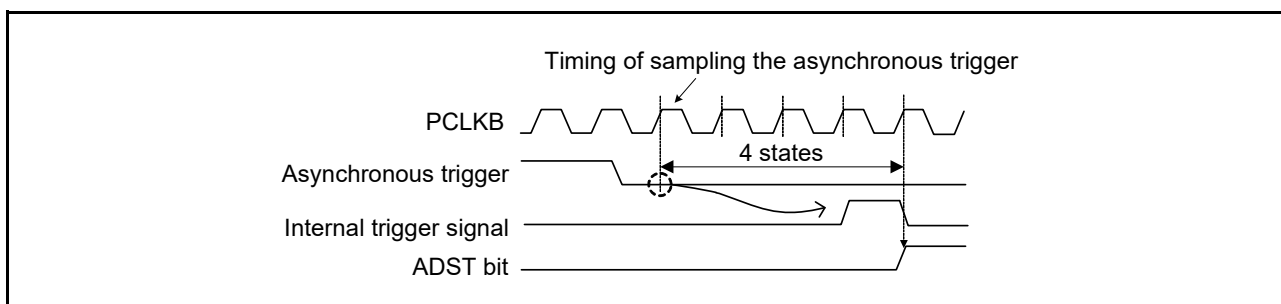 Timing of sampling the asynchronous trigger
PCLKB
4 states
Asynchronous trigger
Internal trigger signal
ADST bit